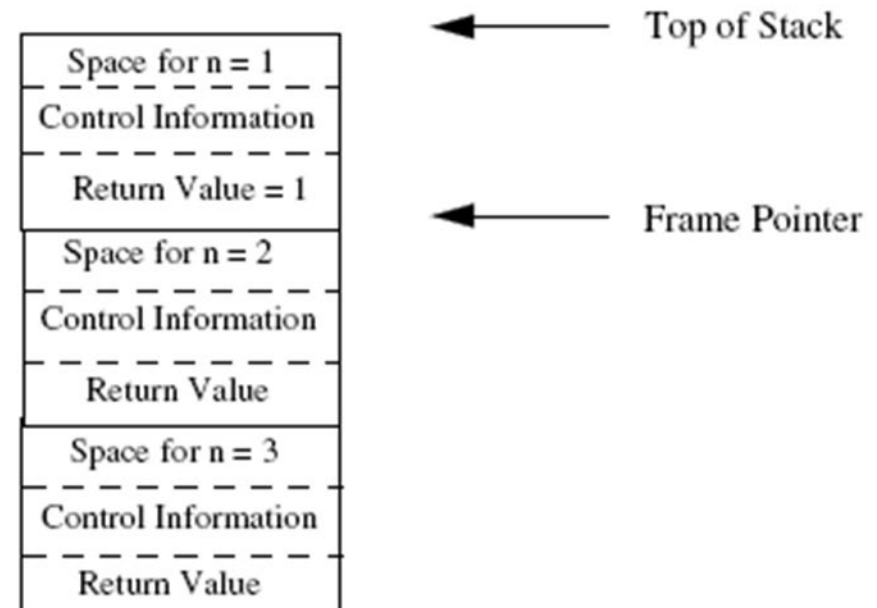 Top of Stack
Space for n = 1
Control Information
Return Value = 1
Frame Pointer
Space for n = 2
Control Information
Return Value
Space for n = 3
Control Information
Return Value